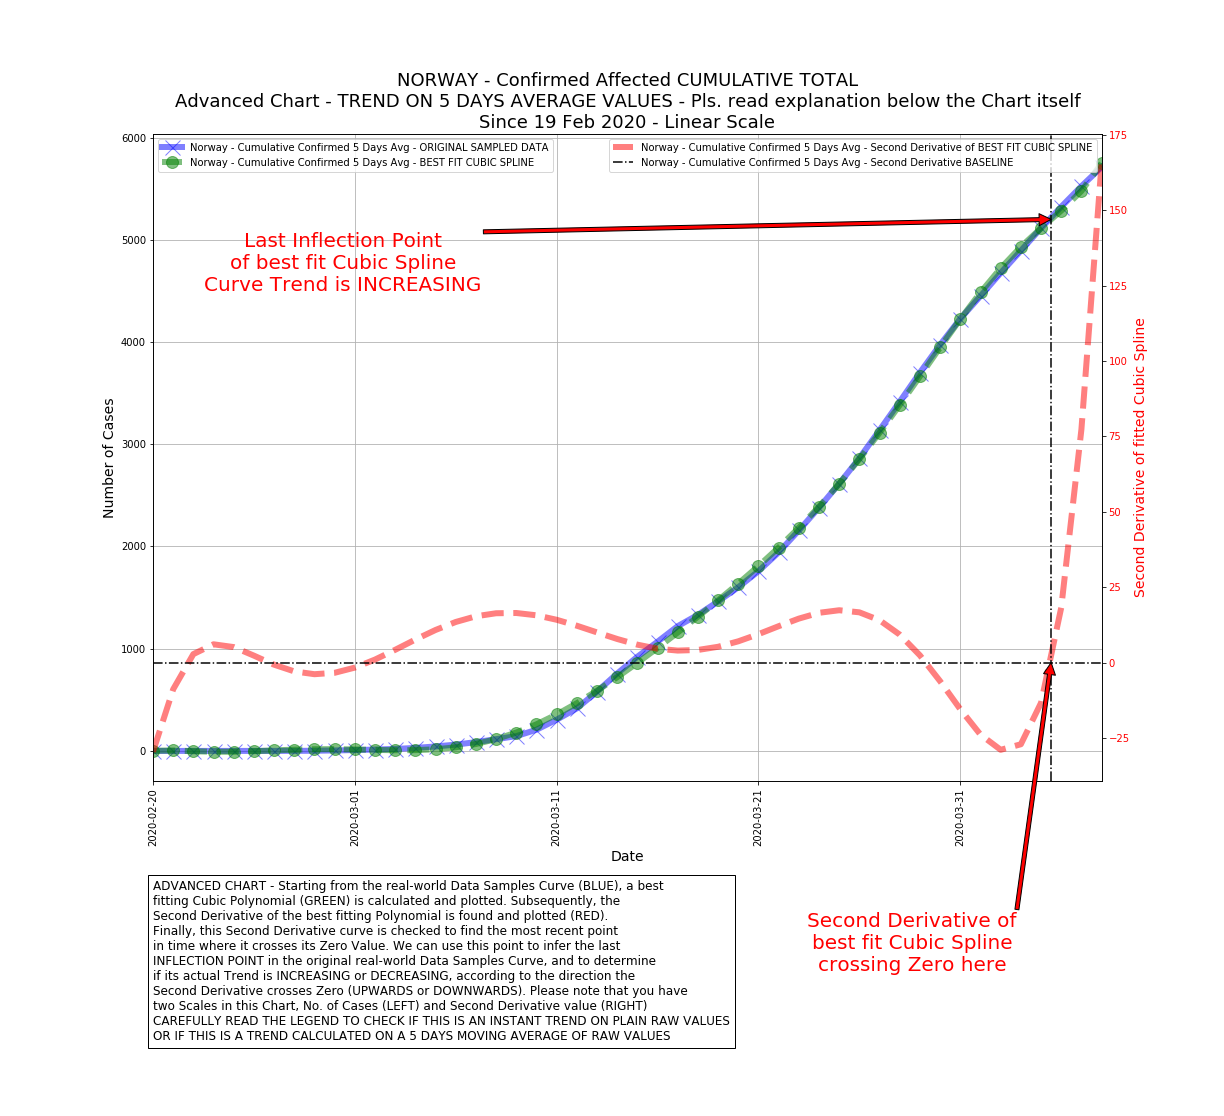 NORWAY - Confirmed Affected CUMULATIVE TOTAL
Advanced Chart - TREND ON 5 DAYS AVERAGE VALUES - Pls. read explanation below the Chart itself
Since 19 Feb 2020 - Linear Scale
Norway - Cumulative Confirmed 5 Days Avg - ORIGINAL SAMPLED DATA
Norway - Cumulative Confirmed 5 Days Avg - BEST FIT CUBIC SPLINE
Norway - Cumulative Confirmed 5 Days Avg - Second Derivative of BEST FIT CUBIC SPLINE
Norway - Cumulative Confirmed 5 Days Avg - Second Derivative BASELINE
Last Inflection Point
of best fit Cubic Spline
Curve Trend is INCREASING
Number of Cases
6000
5000
4000
3000
2000
1000
0
175
150
125
100
75
50
25
0
−25
Second Derivative of fitted Cubic Spline
2020-02-20
2020-03-01
2020-03-11
2020-03-21
2020-03-31
Date
ADVANCED CHART - Starting from the real-world Data Samples Curve (BLUE), a best
fitting Cubic Polynomial (GREEN) is calculated and plotted. Subsequently, the
Second Derivative of the best fitting Polynomial is found and plotted (RED).
Finally, this Second Derivative curve is checked to find the most recent point
in time where it crosses its Zero Value. We can use this point to infer the last
INFLECTION POINT in the original real-world Data Samples Curve, and to determine
if its actual Trend is INCREASING or DECREASING, according to the direction the
Second Derivative crosses Zero (UPWARDS or DOWNWARDS). Please note that you have
two Scales in this Chart, No. of Cases (LEFT) and Second Derivative value (RIGHT)
CAREFULLY READ THE LEGEND TO CHECK IF THIS IS AN INSTANT TREND ON PLAIN RAW VALUES
OR IF THIS IS A TREND CALCULATED ON A 5 DAYS MOVING AVERAGE OF RAW VALUES
Second Derivative of
best fit Cubic Spline
crossing Zero here